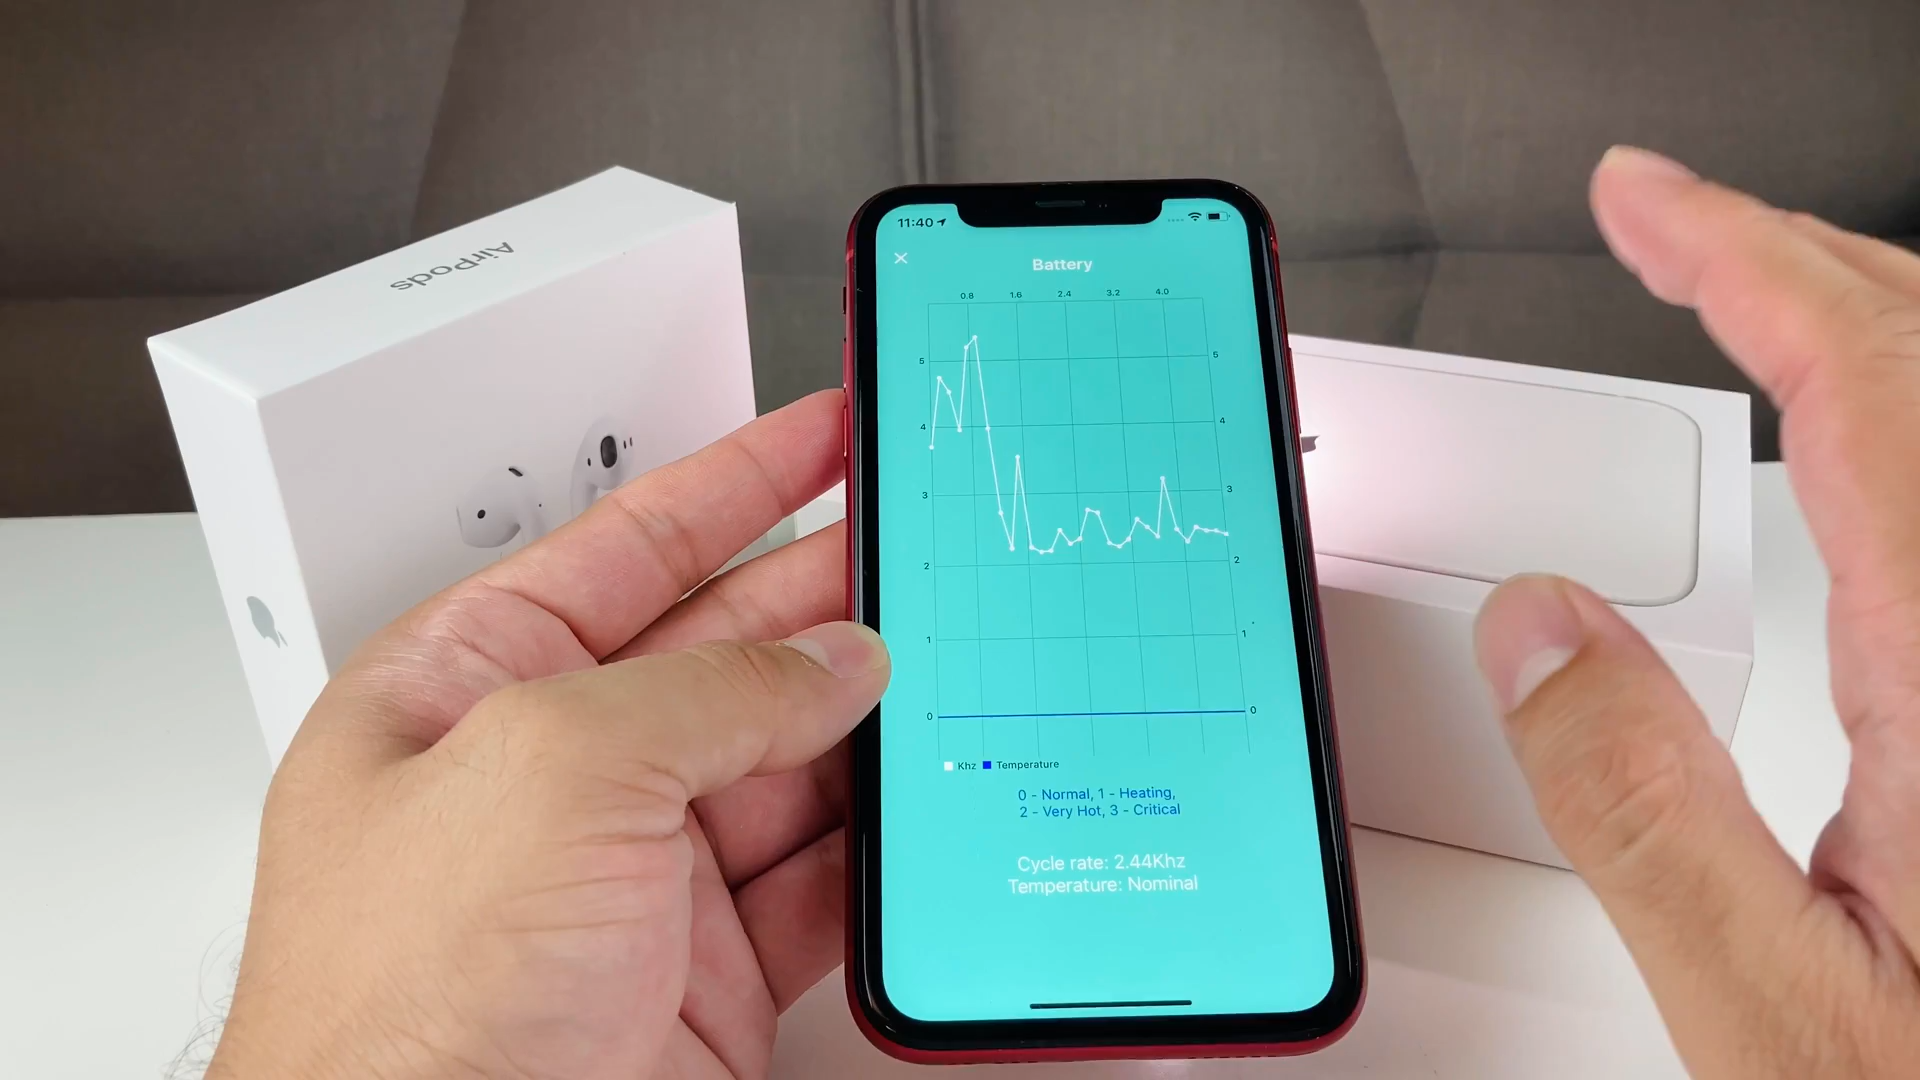 AirPods
11:40
Battery
0.8 1.6 2.4 3.2 4.0
5 5
4 4
3 3
2 2
1 1
0 0
Khz Temperature
0 - Normal, 1 - Heating,
2 - Very Hot, 3 - Critical
Cycle rate: 2.44Khz
Temperature: Nominal